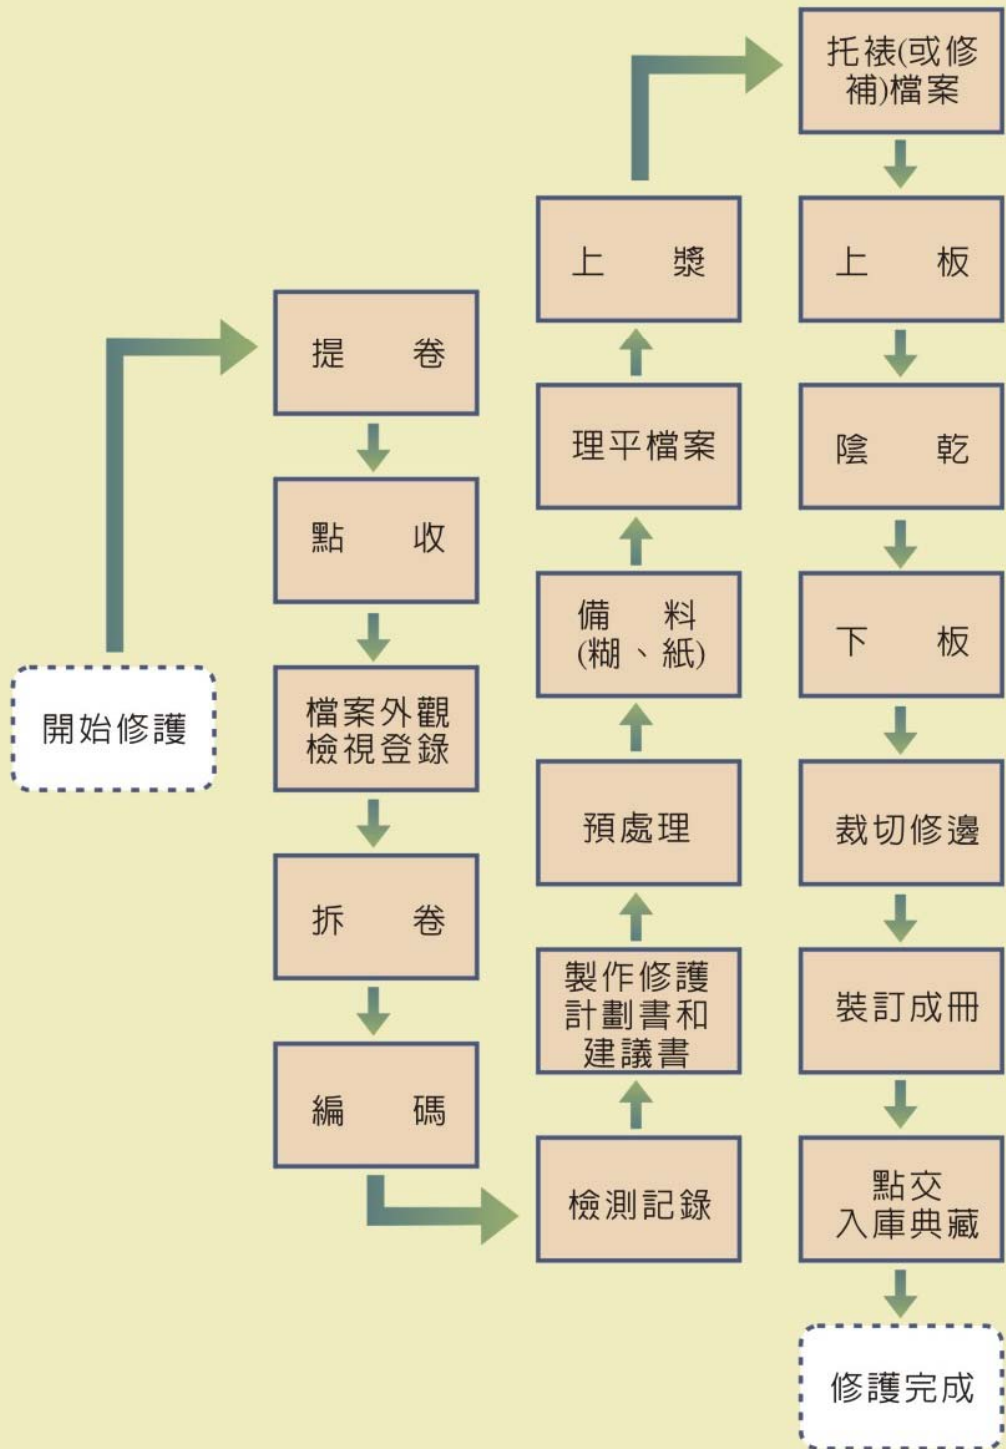 開始修護
提 卷
點 收
檔案外觀
檢視登錄
拆 卷
編 碼
檢測記錄
製作修護
計劃書和
建議書
預處理
備 料
(糊、紙)
理平檔案
上 漿
托裱(或修
補)檔案
上 板
陰 乾
下 板
裁切修邊
裝訂成冊
點交
入庫典藏
修護完成